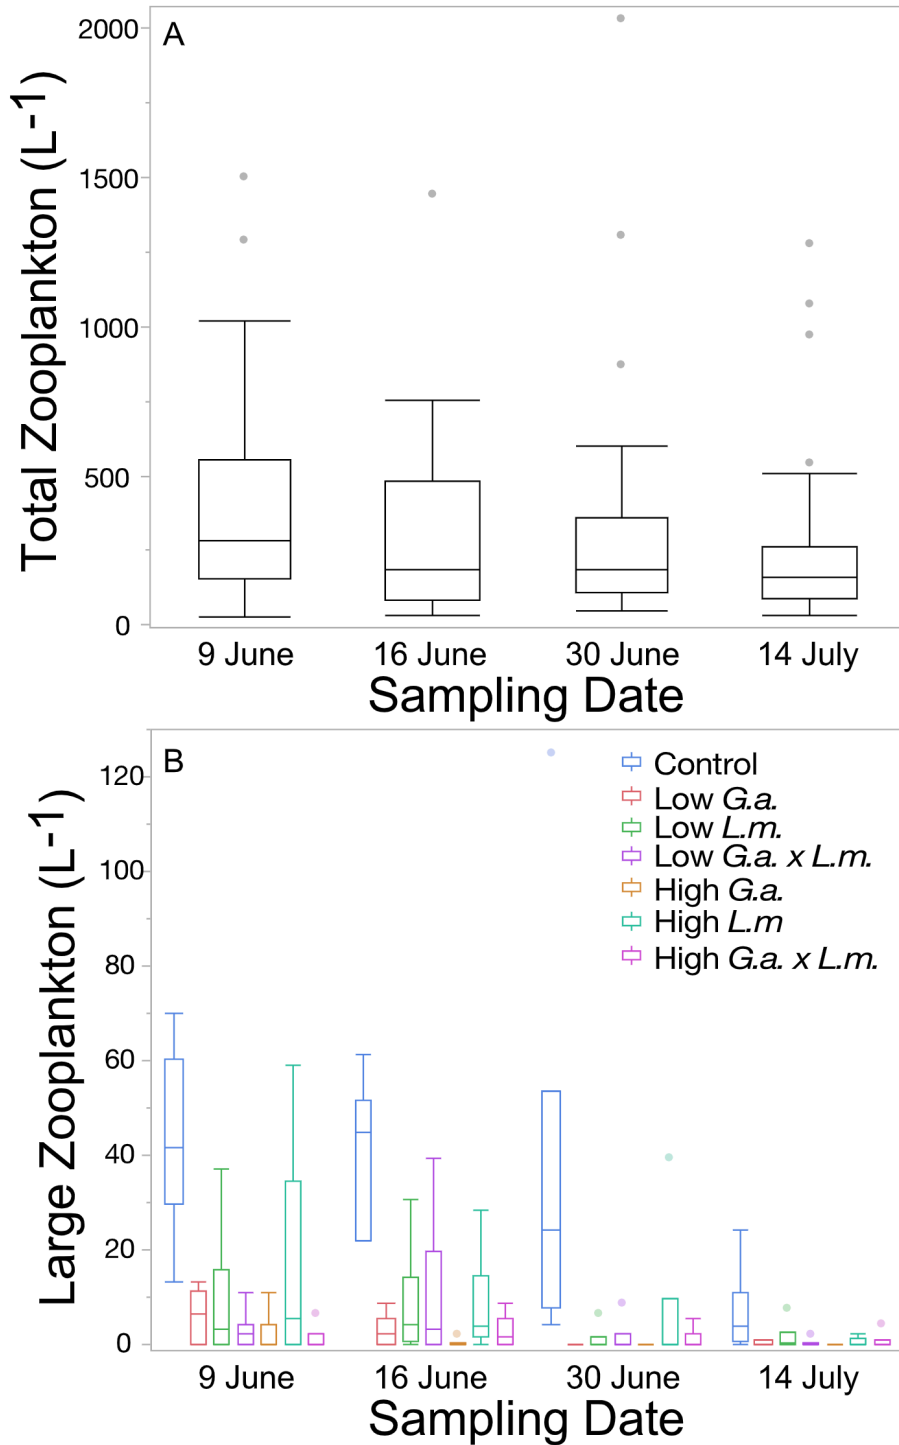 A
Total Zooplankton (L-1)
2000
1500
1000
500
0
9 June
16 June
30 June
14 July
Sampling Date
B
Large Zooplankton (L-1)
120
100
80
60
40
20
0
Control
Low G.a.
Low L.m.
Low G.a. x L.m.
High G.a.
High L.m
High G.a. x L.m.
9 June
16 June
30 June
14 July
Sampling Date